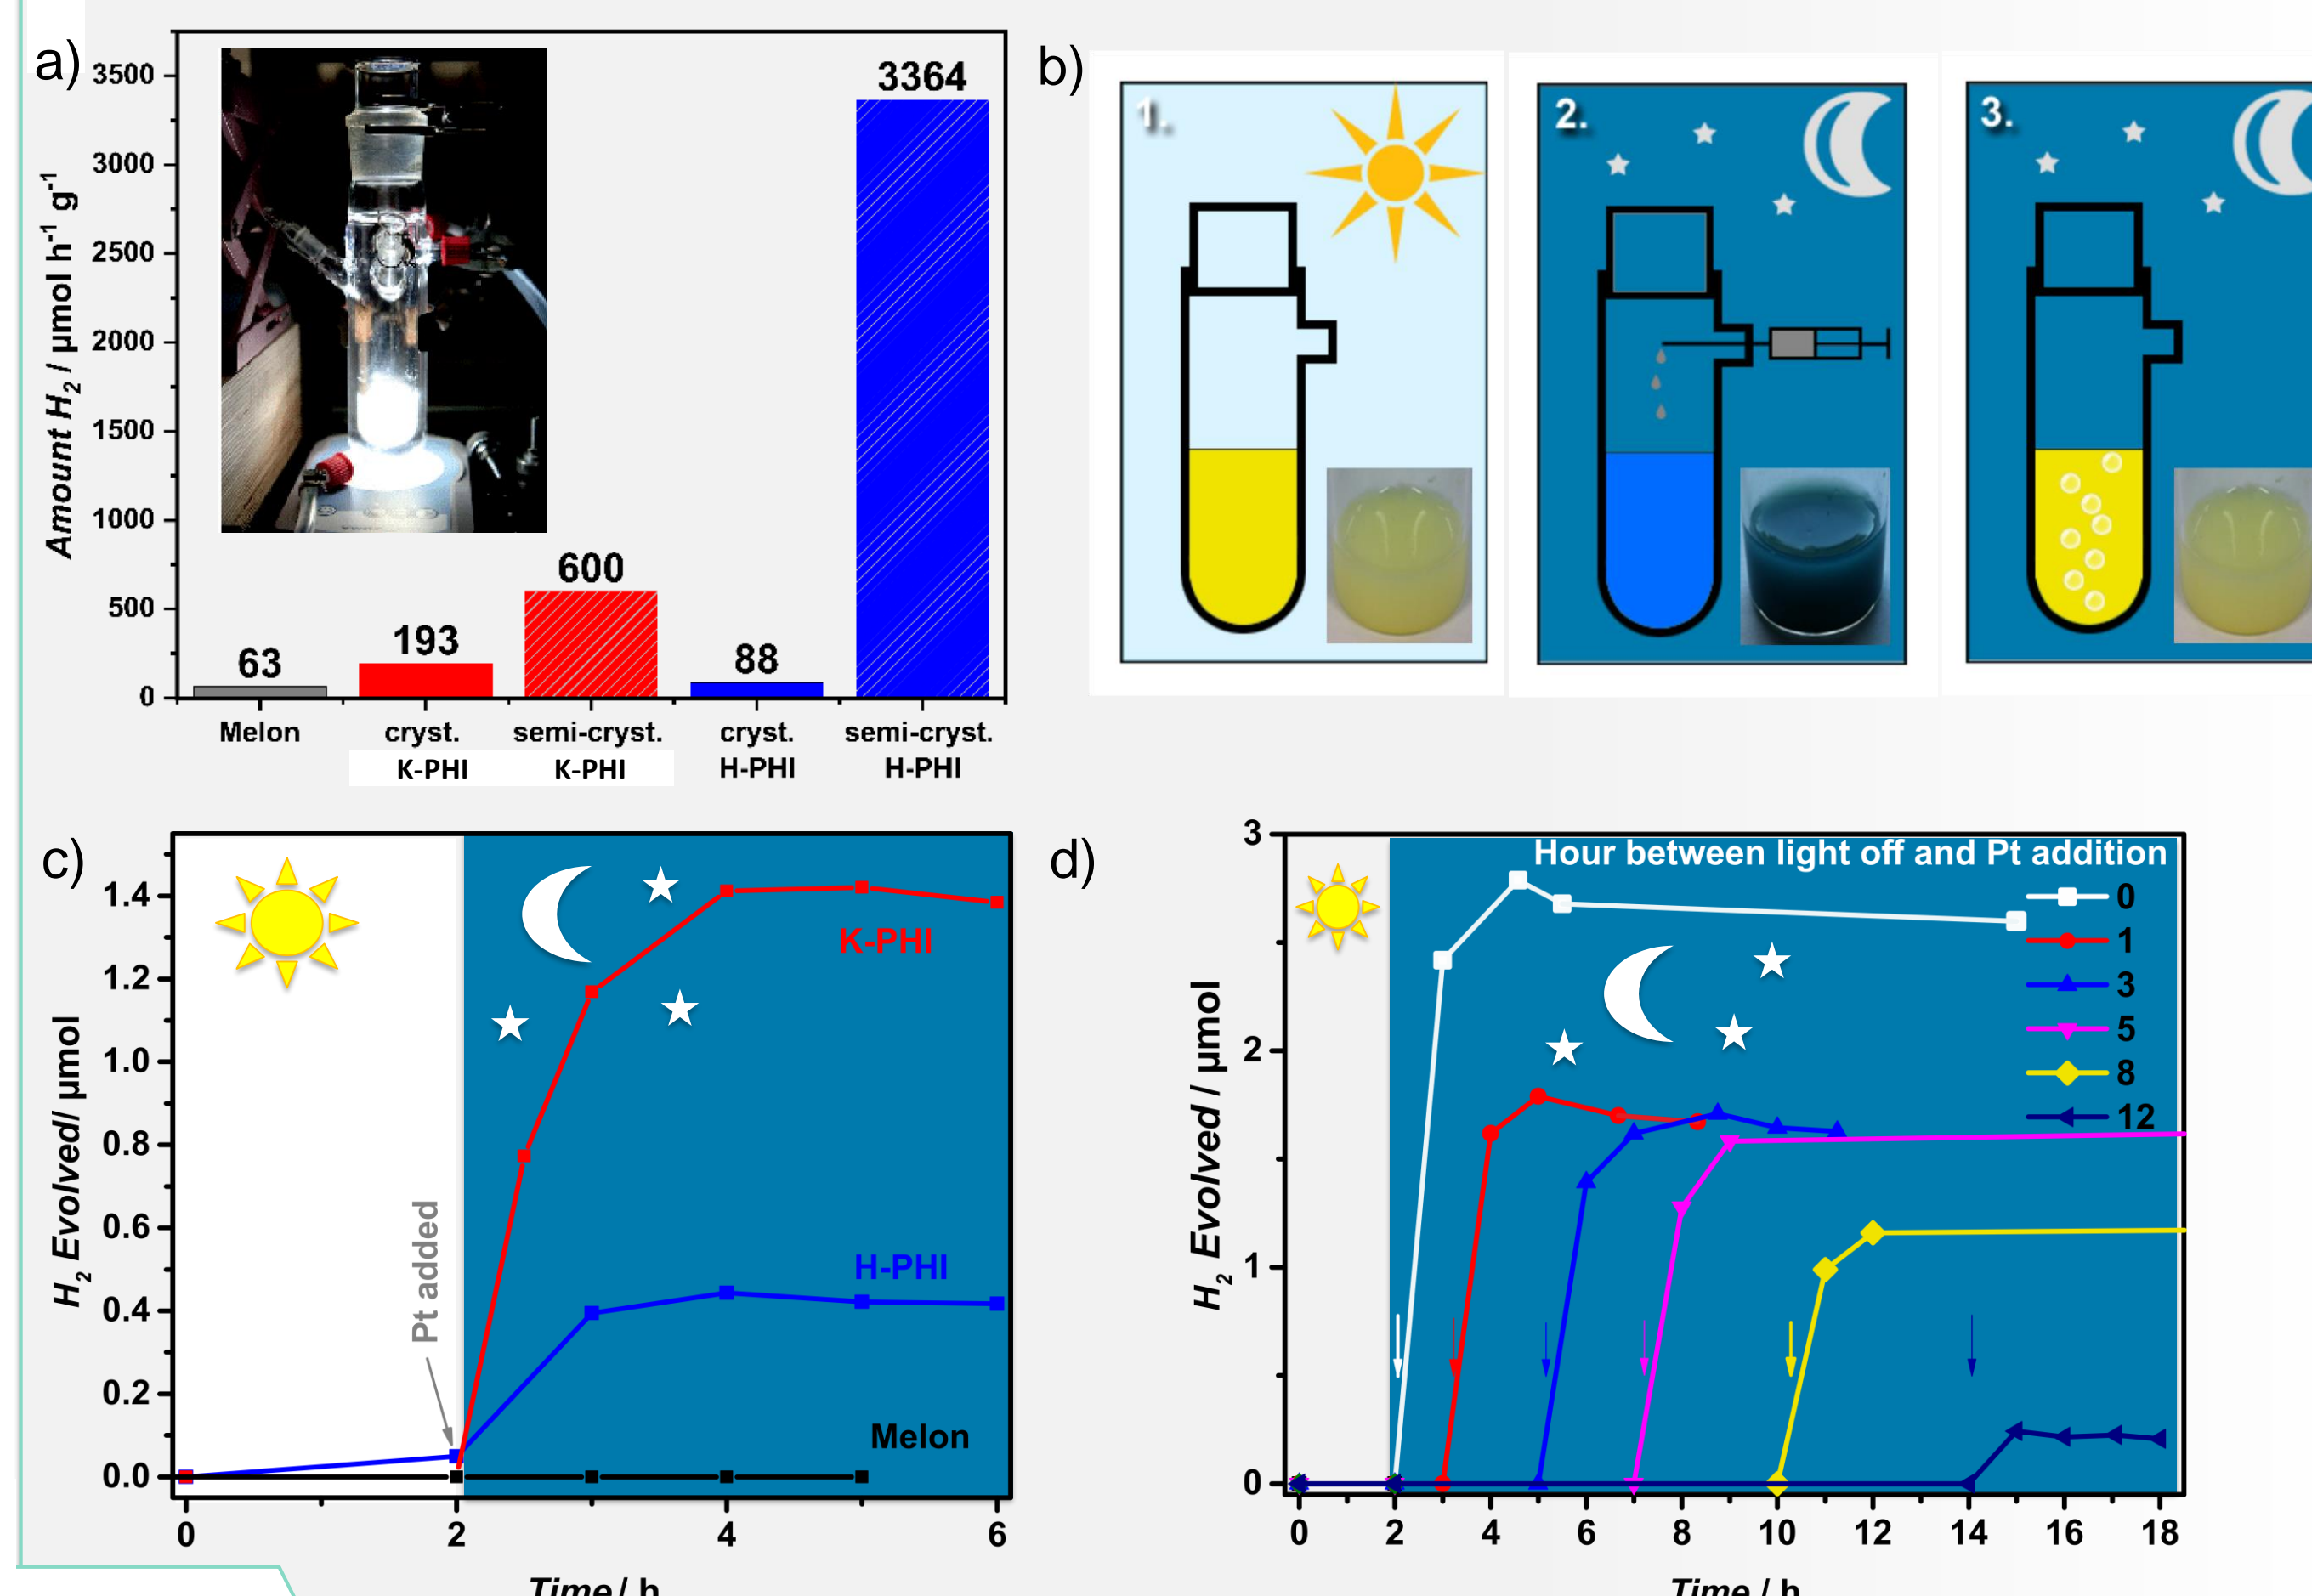 a)
3500
3000
2500
2000
1500
1000
500
0
Amount H2 / µmol h-1 g-1
63
193
600
88
3364
Melon
cryst.
K-PHI
semi-cryst.
K-PHI
cryst.
H-PHI
semi-cryst.
H-PHI
b)
1.
2.
3.
c)
1.4
1.2
1.0
0.8
0.6
0.4
0.2
0.0
H2 Evolved/ µmol
Pt added
K-PHI
H-PHI
Melon
0 2 4 6
Time / h
d)
3
2
1
0
H2 Evolved / µmol
Hour between light off and Pt addition
0
1
3
5
8
12
0 2 4 6 8 10 12 14 16 18
Time / h